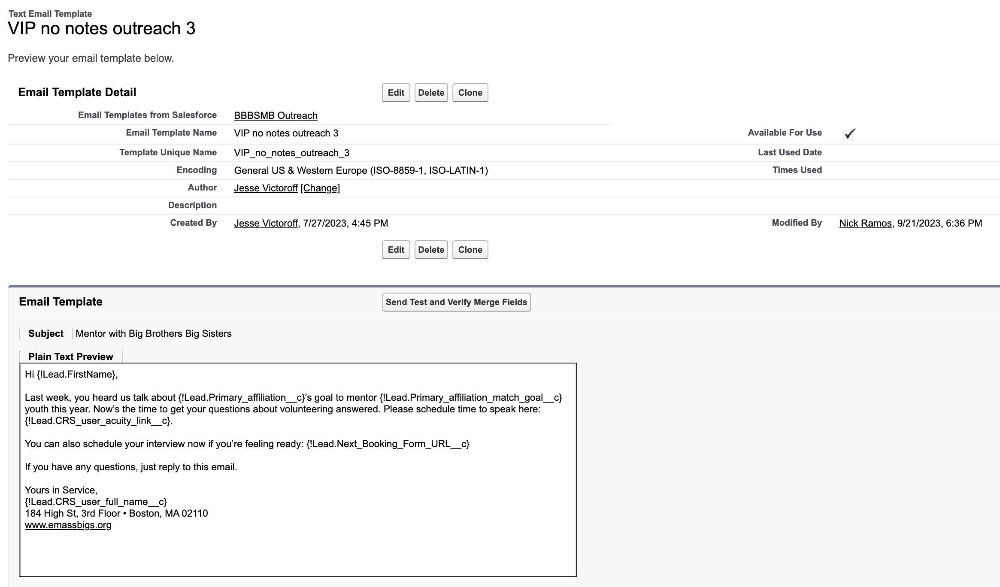 Text Email Template
VIP no notes outreach 3
Preview your email template below.
Email Template Detail
Edit Delete Clone
Email Templates from Salesforce BBBSMB Outreach
Email Template Name VIP no notes outreach 3 Available For Use
Template Unique Name VIP_no_notes_outreach_3 Last Used Date
Encoding General US & Western Europe (ISO-8859-1, ISO-LATIN-1) Times Used
Author Jesse Victoroff [Change]
Description
Created By Jesse Victoroff, 7/27/2023, 4:45 PM Modified By Nick Ramos, 9/21/2023, 6:36 PM
Edit Delete Clone
Email Template Send Test and Verify Merge Fields
Subject Mentor with Big Brothers Big Sisters
Plain Text Preview
Hi {!Lead.FirstName},
Last week, you heard us talk about {!Lead.Primary_affiliation__c}’s goal to mentor {!Lead.Primary_affiliation_match_goal__c}
youth this year. Now’s the time to get your questions about volunteering answered. Please schedule time to speak here:
{!Lead.CRS_user_acuity_link__c}.
You can also schedule your interview now if you’re feeling ready: {!Lead.Next_Booking_Form_URL__c}
If you have any questions, just reply to this email.
Yours in Service,
{!Lead.CRS_user_full_name__c}
184 High St, 3rd Floor • Boston, MA 02110
www.emassbigs.org